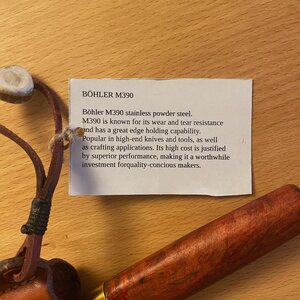 BÖHLER M390
Böhler M390 stainless powder steel.
M390 is known for its wear and tear resistance
and has a great edge holding capability.
Popular in high-end knives and tools, as well
as crafting applications. Its high cost is justified
by superior performance, making it a worthwhile
investment forquality-concious makers.